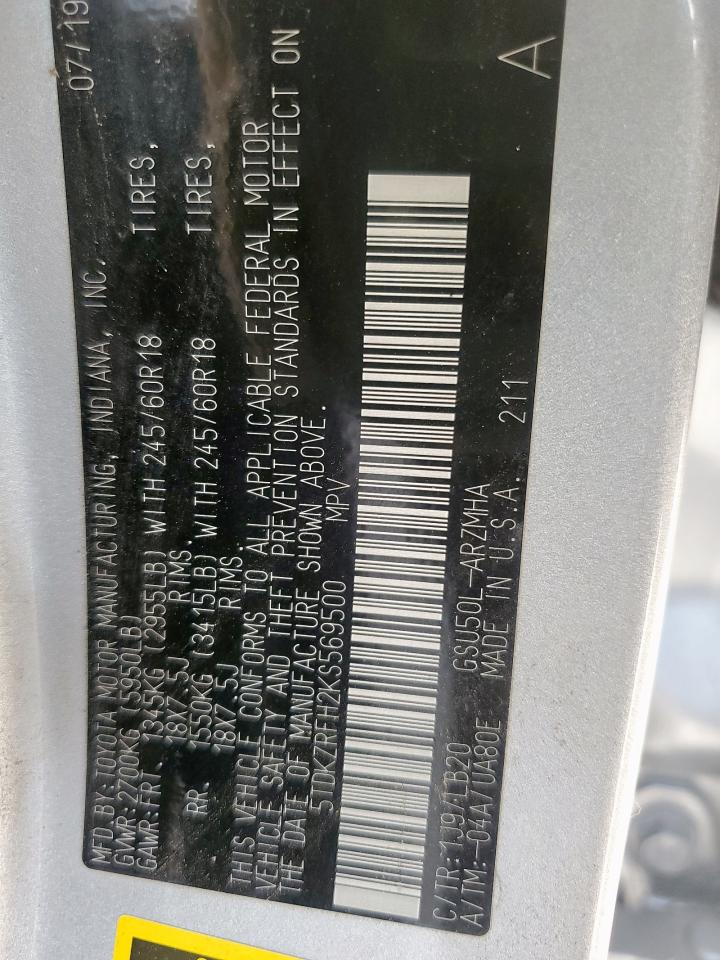 MFD BY: TOYOTA MOTOR MANUFACTURING, INDIANA, INC. 07/19
GVWR: 2700KG (5950LB)
GAWR: FRT. 1345KG (2955LB) WITH 245/60R18 TIRES,
18X7.5J RIMS.
RR. 1550KG (3415LB) WITH 245/60R18 TIRES,
18X7.5J RIMS.
THIS VEHICLE CONFORMS TO ALL APPLICABLE FEDERAL MOTOR
VEHICLE SAFETY AND THEFT PREVENTION STANDARDS IN EFFECT ON
THE DATE OF MANUFACTURE SHOWN ABOVE.
5TDKZRFH2KS569500 MPV
C/TR: 1J9/LB20 GSU50L-ARZMHA
A/TM: -04A/UA80E MADE IN U.S.A. 211
A